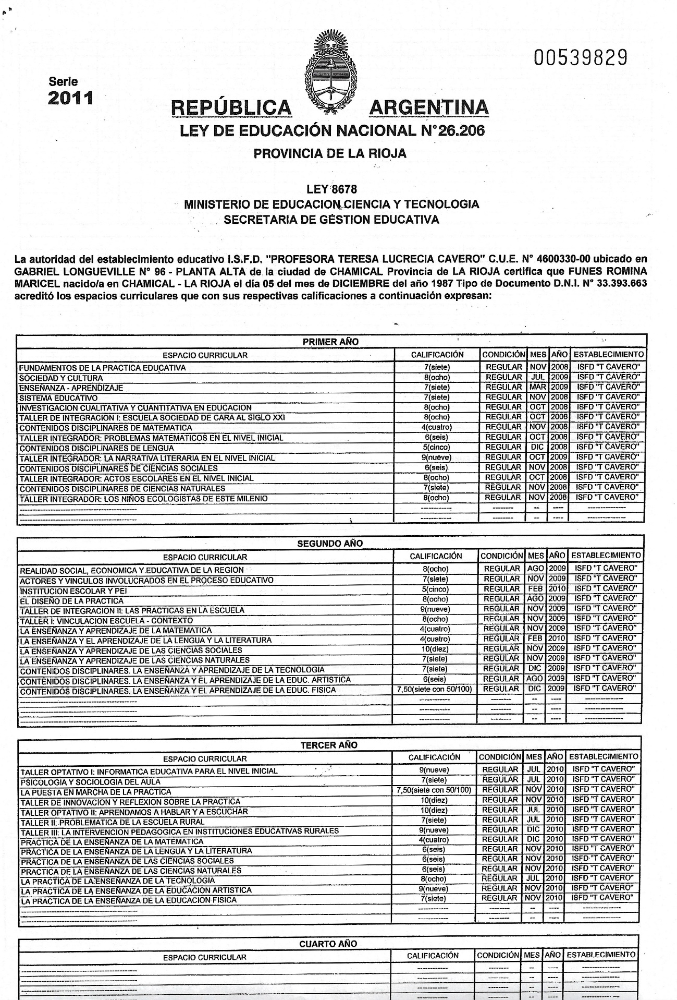 00539829
Serie
2011
REPÚBLICA ARGENTINA
LEY DE EDUCACIÓN NACIONAL N°26.206
PROVINCIA DE LA RIOJA
LEY 8678
MINISTERIO DE EDUCACION,CIENCIA Y TECNOLOGIA
SECRETARIA DE GESTION EDUCATIVA
La autoridad del establecimiento educativo I.S.F.D. "PROFESORA TERESA LUCRECIA CAVERO" C.U.E. N° 4600330-00 ubicado en
GABRIEL LONGUEVILLE N° 96 - PLANTA ALTA de la ciudad de CHAMICAL Provincia de LA RIOJA certifica que FUNES ROMINA
MARICEL nacido/a en CHAMICAL - LA RIOJA el día 05 del mes de DICIEMBRE del año 1987 Tipo de Documento D.N.I. N° 33.393.663
acreditó los espacios curriculares que con sus respectivas calificaciones a continuación expresan:
PRIMER AÑO
ESPACIO CURRICULAR CALIFICACIÓN CONDICIÓN MES AÑO ESTABLECIMIENTO
FUNDAMENTOS DE LA PRACTICA EDUCATIVA 7(siete) REGULAR NOV 2008 ISFD "T CAVERO"
SOCIEDAD Y CULTURA 8(ocho) REGULAR JUL 2009 ISFD "T CAVERO"
ENSEÑANZA - APRENDIZAJE 7(siete) REGULAR MAR 2009 ISFD "T CAVERO"
SISTEMA EDUCATIVO 7(siete) REGULAR NOV 2008 ISFD "T CAVERO"
INVESTIGACION CUALITATIVA Y CUANTITATIVA EN EDUCACION 8(ocho) REGULAR OCT 2008 ISFD "T CAVERO"
TALLER DE INTEGRACION I: ESCUELA SOCIEDAD DE CARA AL SIGLO XXI 8(ocho) REGULAR OCT 2008 ISFD "T CAVERO"
CONTENIDOS DISCIPLINARES DE MATEMATICA 4(cuatro) REGULAR NOV 2008 ISFD "T CAVERO"
TALLER INTEGRADOR: PROBLEMAS MATEMATICOS EN EL NIVEL INICIAL 6(seis) REGULAR OCT 2008 ISFD "T CAVERO"
CONTENIDOS DISCIPLINARES DE LENGUA 5(cinco) REGULAR DIC 2008 ISFD "T CAVERO"
TALLER INTEGRADOR: LA NARRATIVA LITERARIA EN EL NIVEL INICIAL 9(nueve) REGULAR OCT 2009 ISFD "T CAVERO"
CONTENIDOS DISCIPLINARES DE CIENCIAS SOCIALES 6(seis) REGULAR NOV 2008 ISFD "T CAVERO"
TALLER INTEGRADOR: ACTOS ESCOLARES EN EL NIVEL INICIAL 8(ocho) REGULAR OCT 2008 ISFD "T CAVERO"
CONTENIDOS DISCIPLINARES DE CIENCIAS NATURALES 7(siete) REGULAR NOV 2008 ISFD "T CAVERO"
TALLER INTEGRADOR: LOS NIÑOS ECOLOGISTAS DE ESTE MILENIO 8(ocho) REGULAR NOV 2008 ISFD "T CAVERO"
SEGUNDO AÑO
ESPACIO CURRICULAR CALIFICACIÓN CONDICIÓN MES AÑO ESTABLECIMIENTO
REALIDAD SOCIAL, ECONOMICA Y EDUCATIVA DE LA REGION 8(ocho) REGULAR AGO 2009 ISFD "T CAVERO"
ACTORES Y VINCULOS INVOLUCRADOS EN EL PROCESO EDUCATIVO 7(siete) REGULAR NOV 2009 ISFD "T CAVERO"
INSTITUCION ESCOLAR Y PEI 5(cinco) REGULAR FEB 2010 ISFD "T CAVERO"
EL DISEÑO DE LA PRACTICA 8(ocho) REGULAR AGO 2009 ISFD "T CAVERO"
TALLER DE INTEGRACION II: LAS PRACTICAS EN LA ESCUELA 9(nueve) REGULAR NOV 2009 ISFD "T CAVERO"
TALLER I: VINCULACION ESCUELA - CONTEXTO 8(ocho) REGULAR NOV 2009 ISFD "T CAVERO"
LA ENSEÑANZA Y APRENDIZAJE DE LA MATEMATICA 4(cuatro) REGULAR NOV 2009 ISFD "T CAVERO"
LA ENSEÑANZA Y EL APRENDIZAJE DE LA LENGUA Y LA LITERATURA 4(cuatro) REGULAR FEB 2010 ISFD "T CAVERO"
LA ENSEÑANZA Y APRENDIZAJE DE LAS CIENCIAS SOCIALES 10(diez) REGULAR NOV 2009 ISFD "T CAVERO"
LA ENSEÑANZA Y APRENDIZAJE DE LAS CIENCIAS NATURALES 7(siete) REGULAR NOV 2009 ISFD "T CAVERO"
CONTENIDOS DISCIPLINARES. LA ENSEÑANZA Y APRENDIZAJE DE LA TECNOLOGIA 7(siete) REGULAR DIC 2009 ISFD "T CAVERO"
CONTENIDOS DISCIPLINARES. LA ENSEÑANZA Y EL APRENDIZAJE DE LA EDUC. ARTISTICA 6(seis) REGULAR AGO 2009 ISFD "T CAVERO"
CONTENIDOS DISCIPLINARES. LA ENSEÑANZA Y EL APRENDIZAJE DE LA EDUC. FISICA 7,50(siete con 50/100) REGULAR DIC 2009 ISFD "T CAVERO"
TERCER AÑO
ESPACIO CURRICULAR CALIFICACIÓN CONDICIÓN MES AÑO ESTABLECIMIENTO
TALLER OPTATIVO I: INFORMATICA EDUCATIVA PARA EL NIVEL INICIAL 9(nueve) REGULAR JUL 2010 ISFD "T CAVERO"
PSICOLOGIA Y SOCIOLOGIA DEL AULA 7(siete) REGULAR JUL 2010 ISFD "T CAVERO"
LA PUESTA EN MARCHA DE LA PRACTICA 7,50(siete con 50/100) REGULAR NOV 2010 ISFD "T CAVERO"
TALLER DE INNOVACION Y REFLEXION SOBRE LA PRACTICA 10(diez) REGULAR NOV 2010 ISFD "T CAVERO"
TALLER OPTATIVO II: APRENDAMOS A HABLAR Y A ESCUCHAR 10(diez) REGULAR JUL 2010 ISFD "T CAVERO"
TALLER II: PROBLEMATICA DE LA ESCUELA RURAL 7(siete) REGULAR JUL 2010 ISFD "T CAVERO"
TALLER III: LA INTERVENCION PEDAGOGICA EN INSTITUCIONES EDUCATIVAS RURALES 9(nueve) REGULAR DIC 2010 ISFD "T CAVERO"
PRACTICA DE LA ENSEÑANZA DE LA MATEMATICA 4(cuatro) REGULAR DIC 2010 ISFD "T CAVERO"
PRACTICA DE LA ENSEÑANZA DE LENGUA Y LA LITERATURA 6(seis) REGULAR NOV 2010 ISFD "T CAVERO"
PRACTICA DE LA ENSEÑANZA DE LAS CIENCIAS SOCIALES 6(seis) REGULAR NOV 2010 ISFD "T CAVERO"
PRACTICA DE LA ENSEÑANZA DE LAS CIENCIAS NATURALES 6(seis) REGULAR NOV 2010 ISFD "T CAVERO"
LA PRACTICA DE LA ENSEÑANZA DE LA TECNOLOGIA 8(ocho) REGULAR JUL 2010 ISFD "T CAVERO"
LA PRACTICA DE LA ENSEÑANZA DE LA EDUCACION ARTISTICA 9(nueve) REGULAR NOV 2010 ISFD "T CAVERO"
LA PRACTICA DE LA ENSEÑANZA DE LA EDUCACION FISICA 7(siete) REGULAR NOV 2010 ISFD "T CAVERO"
CUARTO AÑO
ESPACIO CURRICULAR CALIFICACIÓN CONDICIÓN MES AÑO ESTABLECIMIENTO